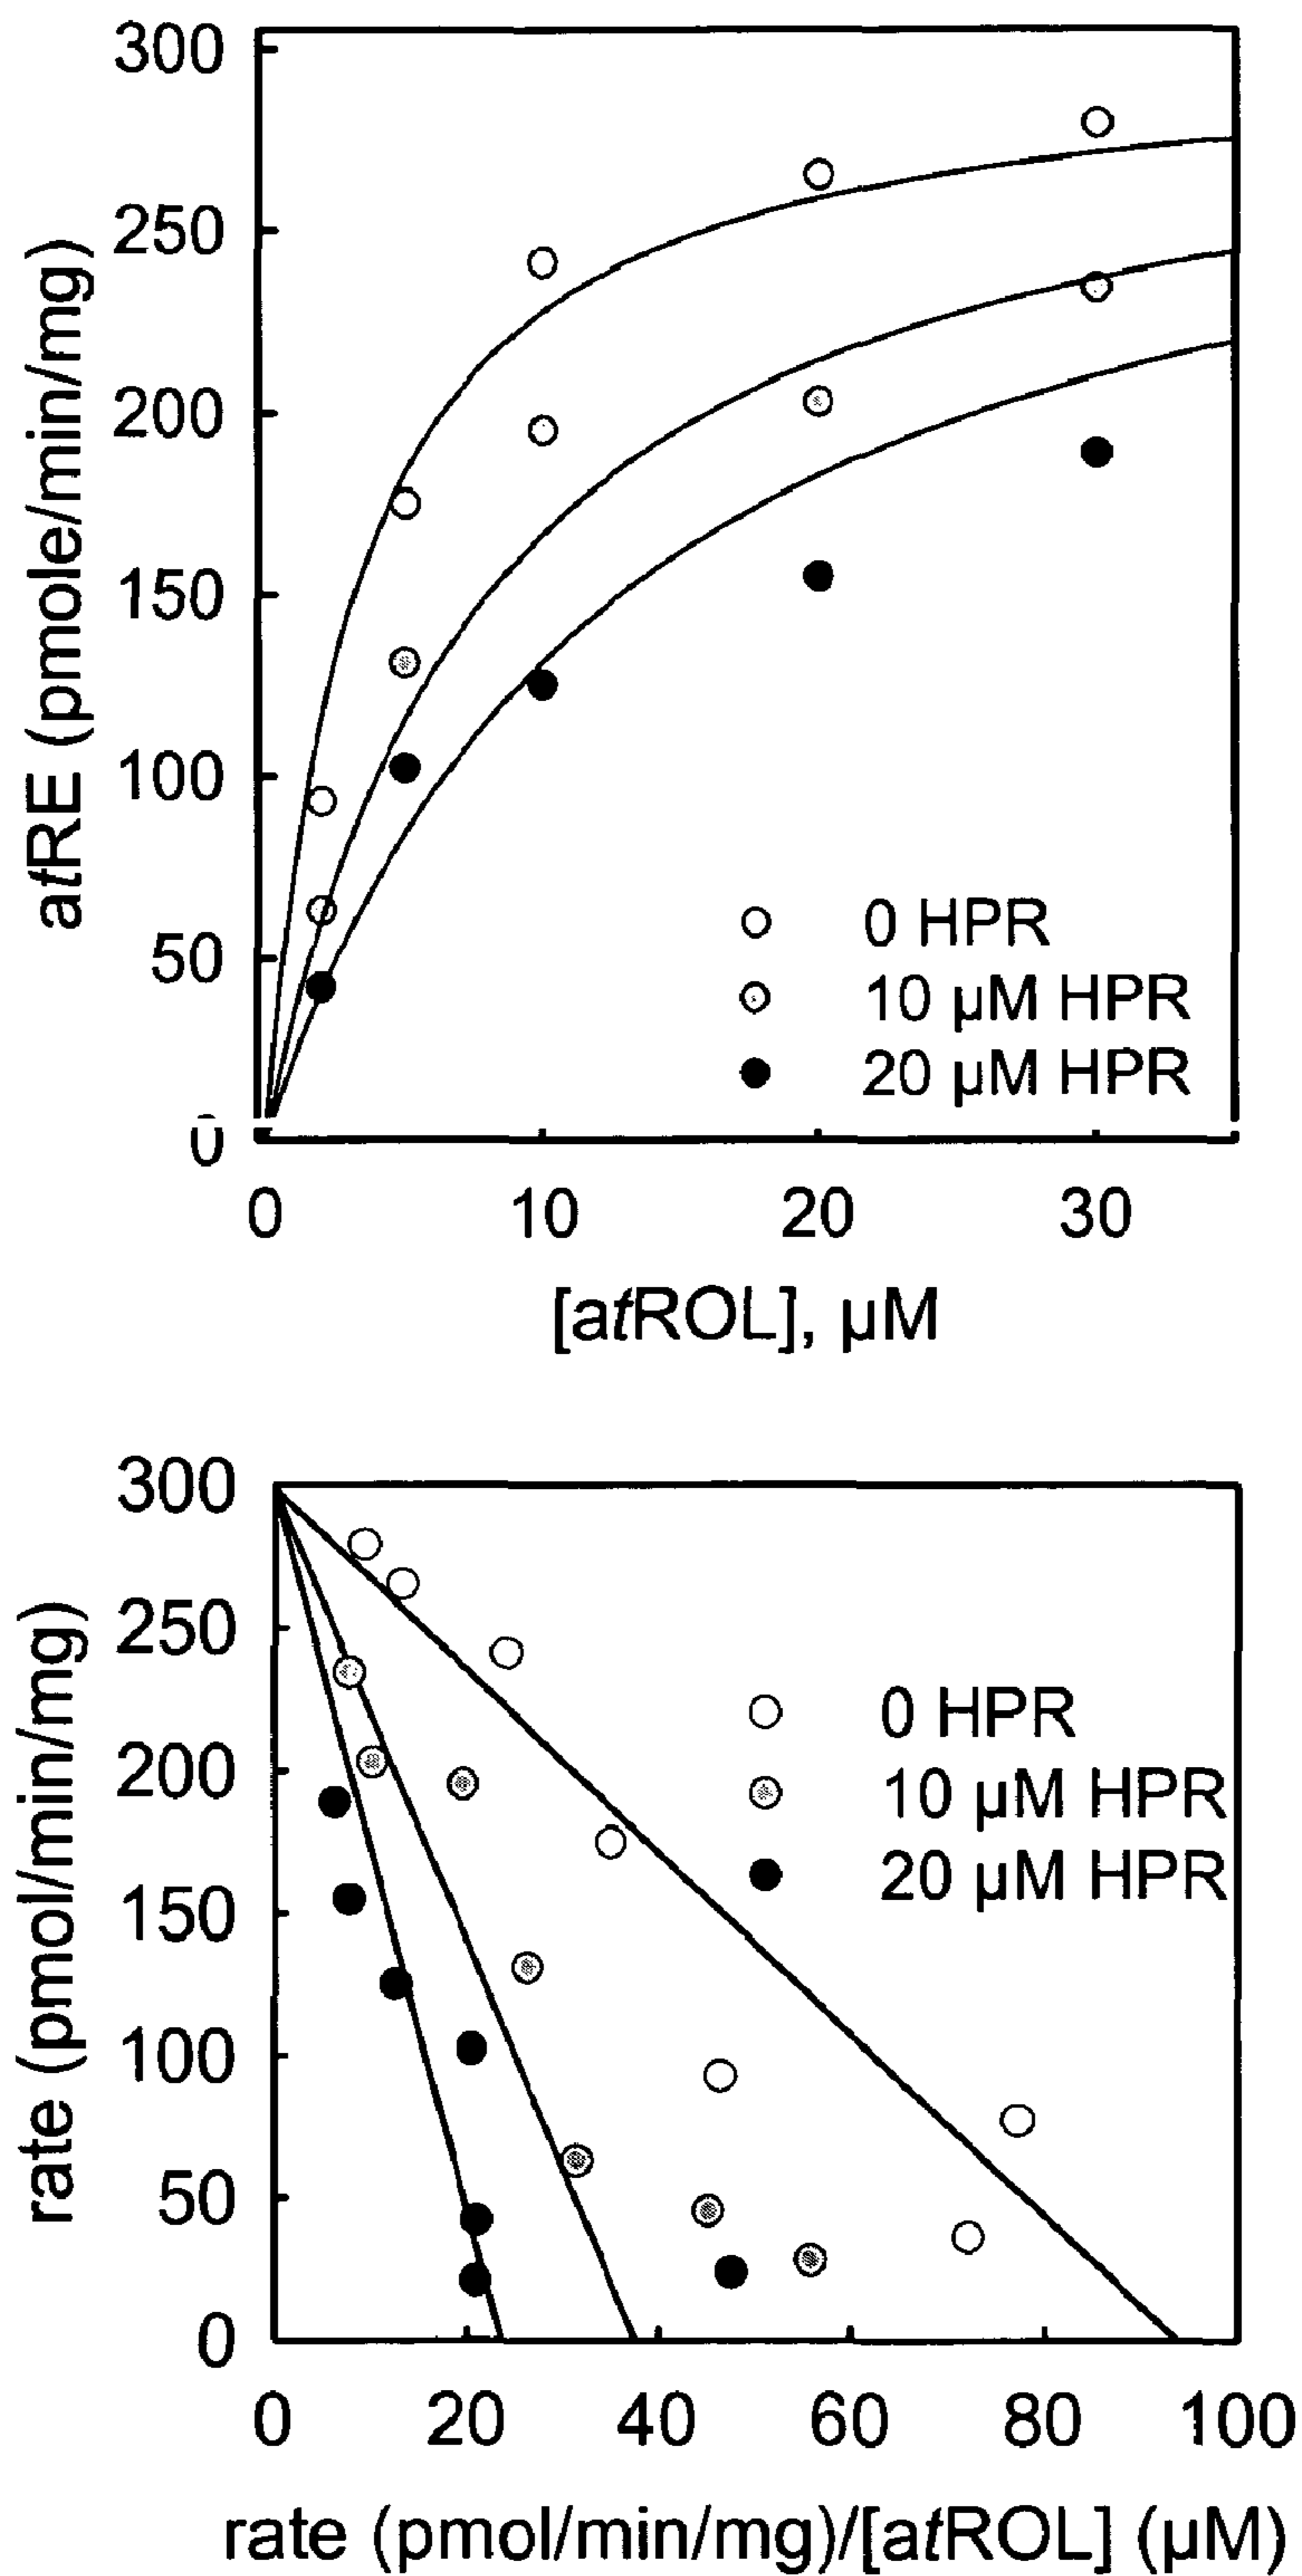 300
250
200
150
100
50
0
atRE (pmole/min/mg)
0 HPR
10 µM HPR
20 µM HPR
0 10 20 30
[atROL], µM
300
250
200
150
100
50
0
rate (pmol/min/mg)
0 HPR
10 µM HPR
20 µM HPR
0 20 40 60 80 100
rate (pmol/min/mg)/[atROL] (µM)